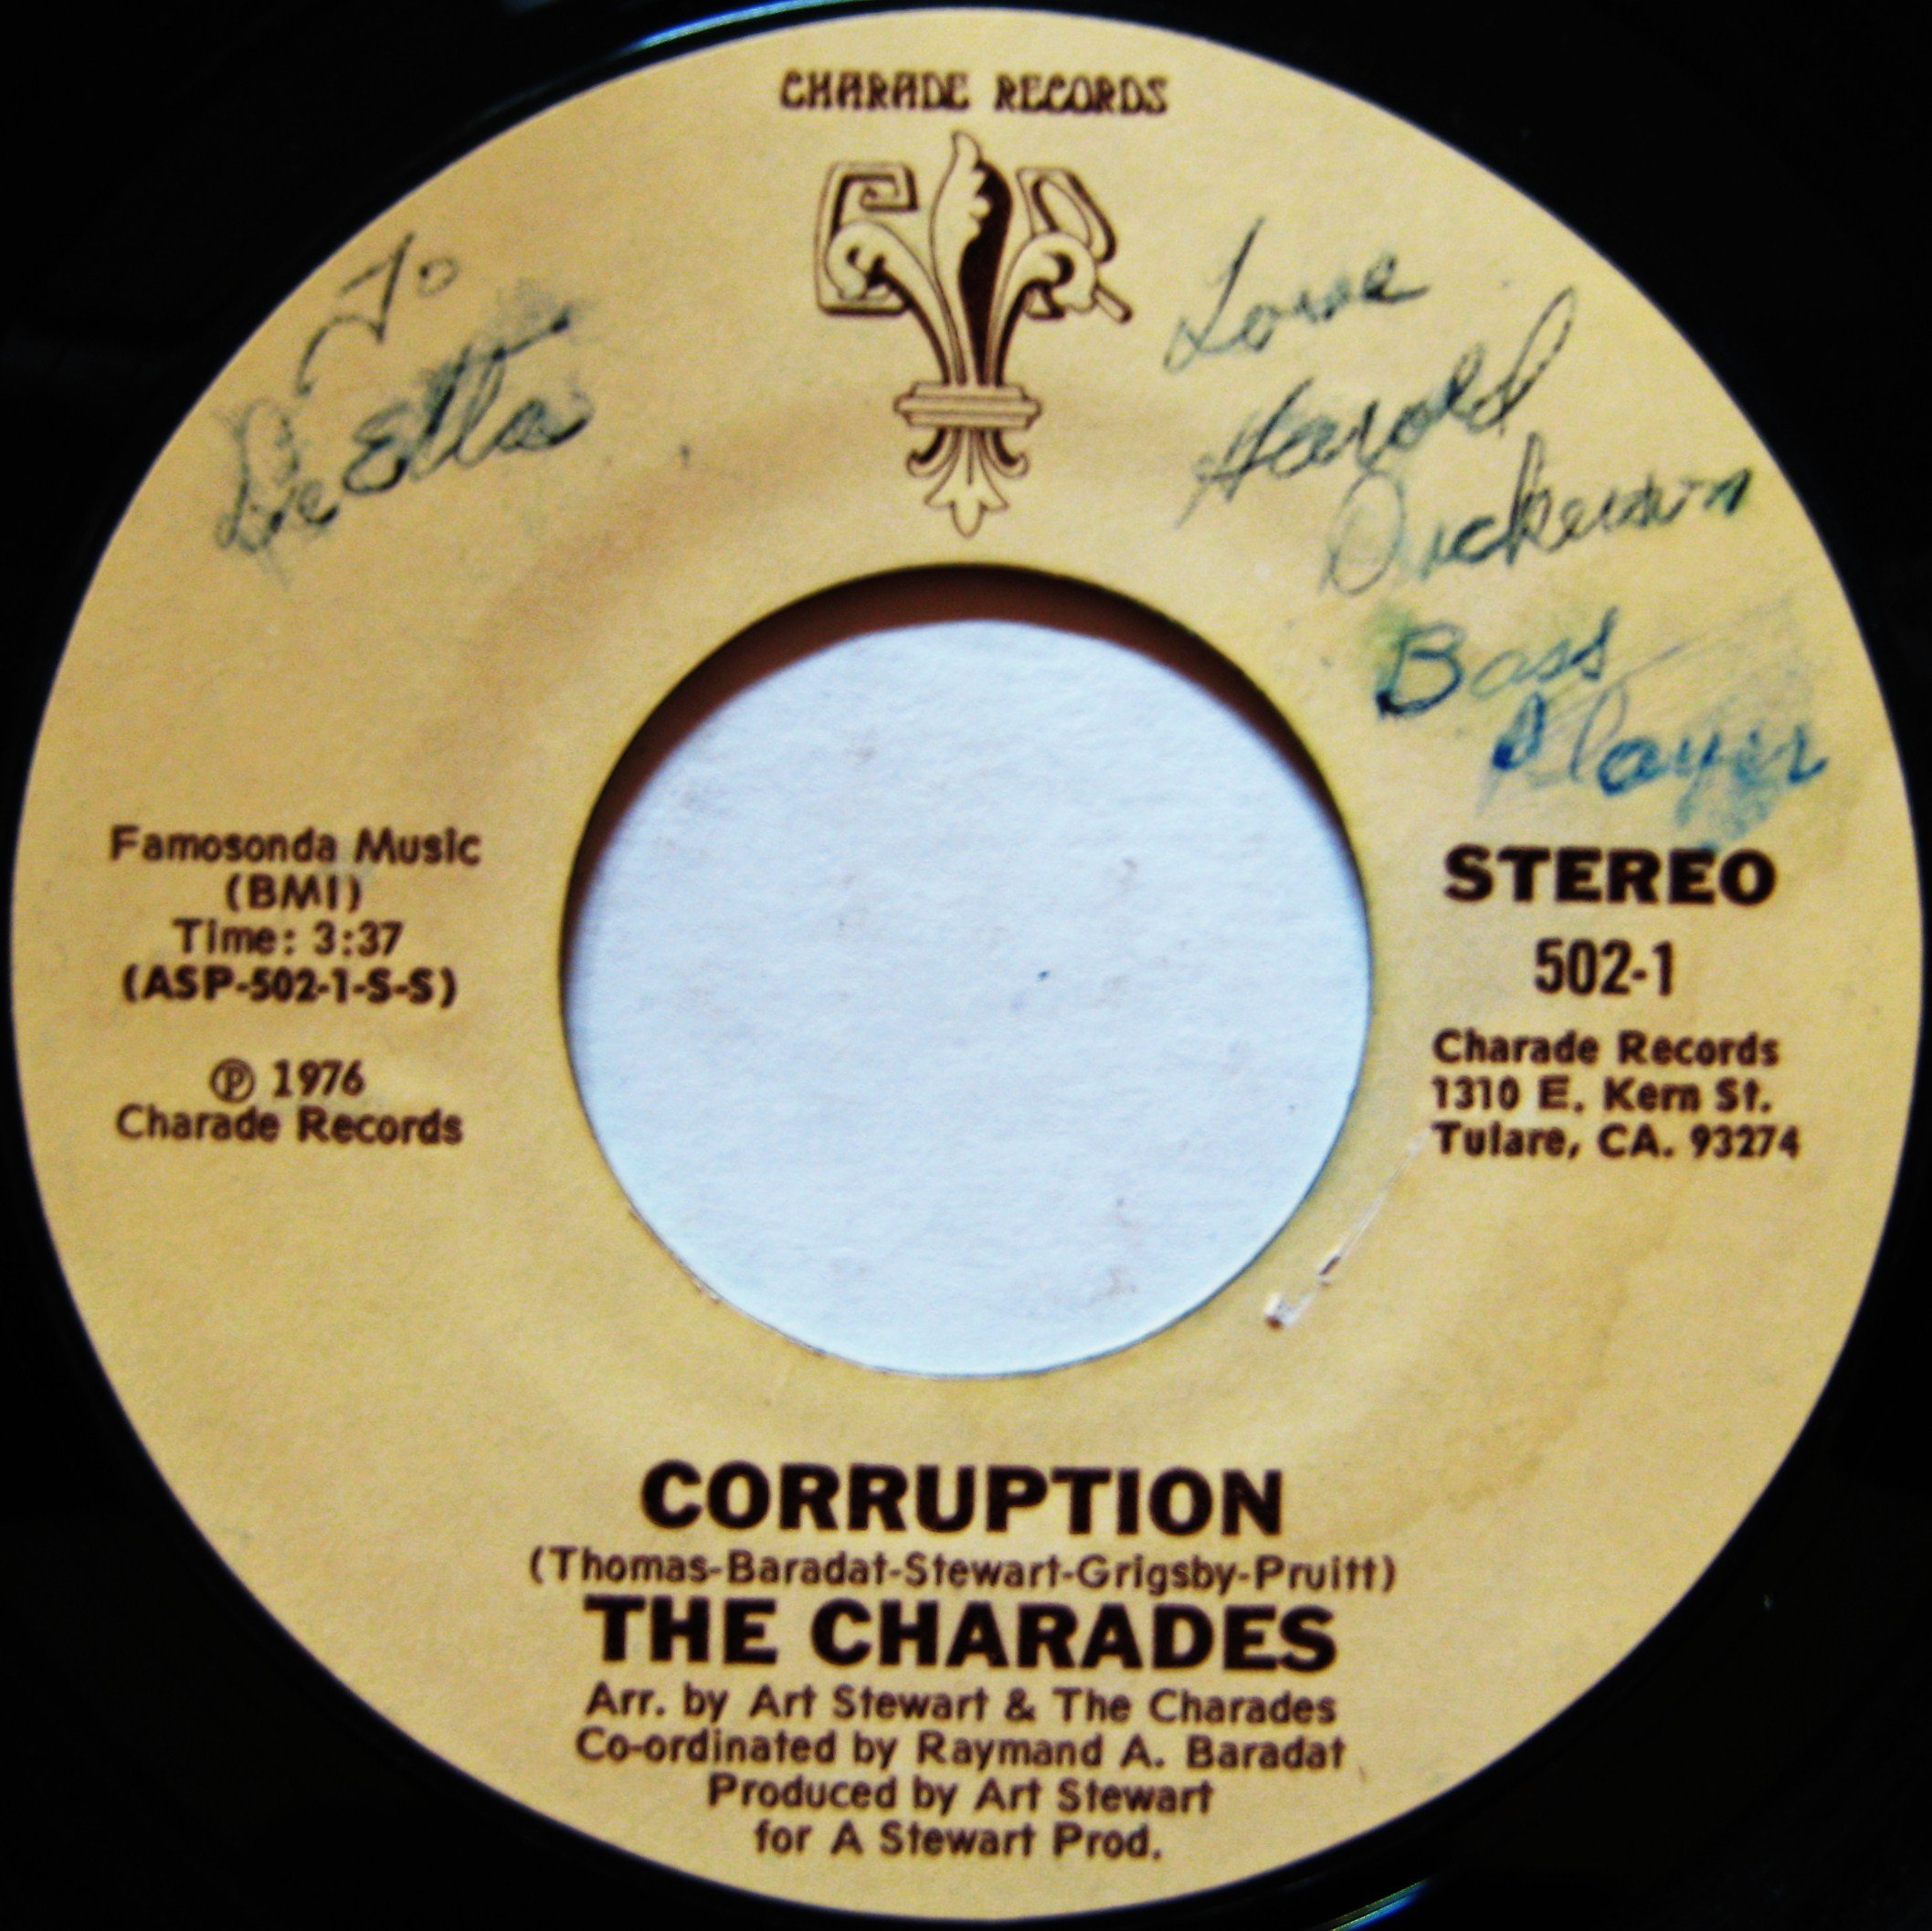 CHARADE RECORDS
CR
To
DeEtta
Love
Harold
Dickerson
Bass
Player
Famosonda Music
(BMI)
Time: 3:37
(ASP-502-1-S-S)
℗ 1976
Charade Records
STEREO
502-1
Charade Records
1310 E. Kern St.
Tulare, CA. 93274
CORRUPTION
(Thomas-Baradat-Stewart-Grigsby-Pruitt)
THE CHARADES
Arr. by Art Stewart & The Charades
Co-ordinated by Raymand A. Baradat
Produced by Art Stewart
for A Stewart Prod.